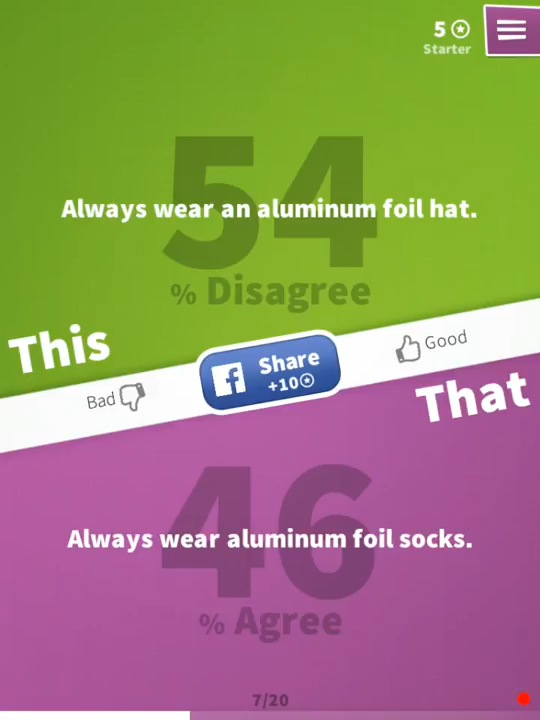 5
Starter
54
Always wear an aluminum foil hat.
% Disagree
This
Bad
f Share
+10
Good
That
46
Always wear aluminum foil socks.
% Agree
7/20